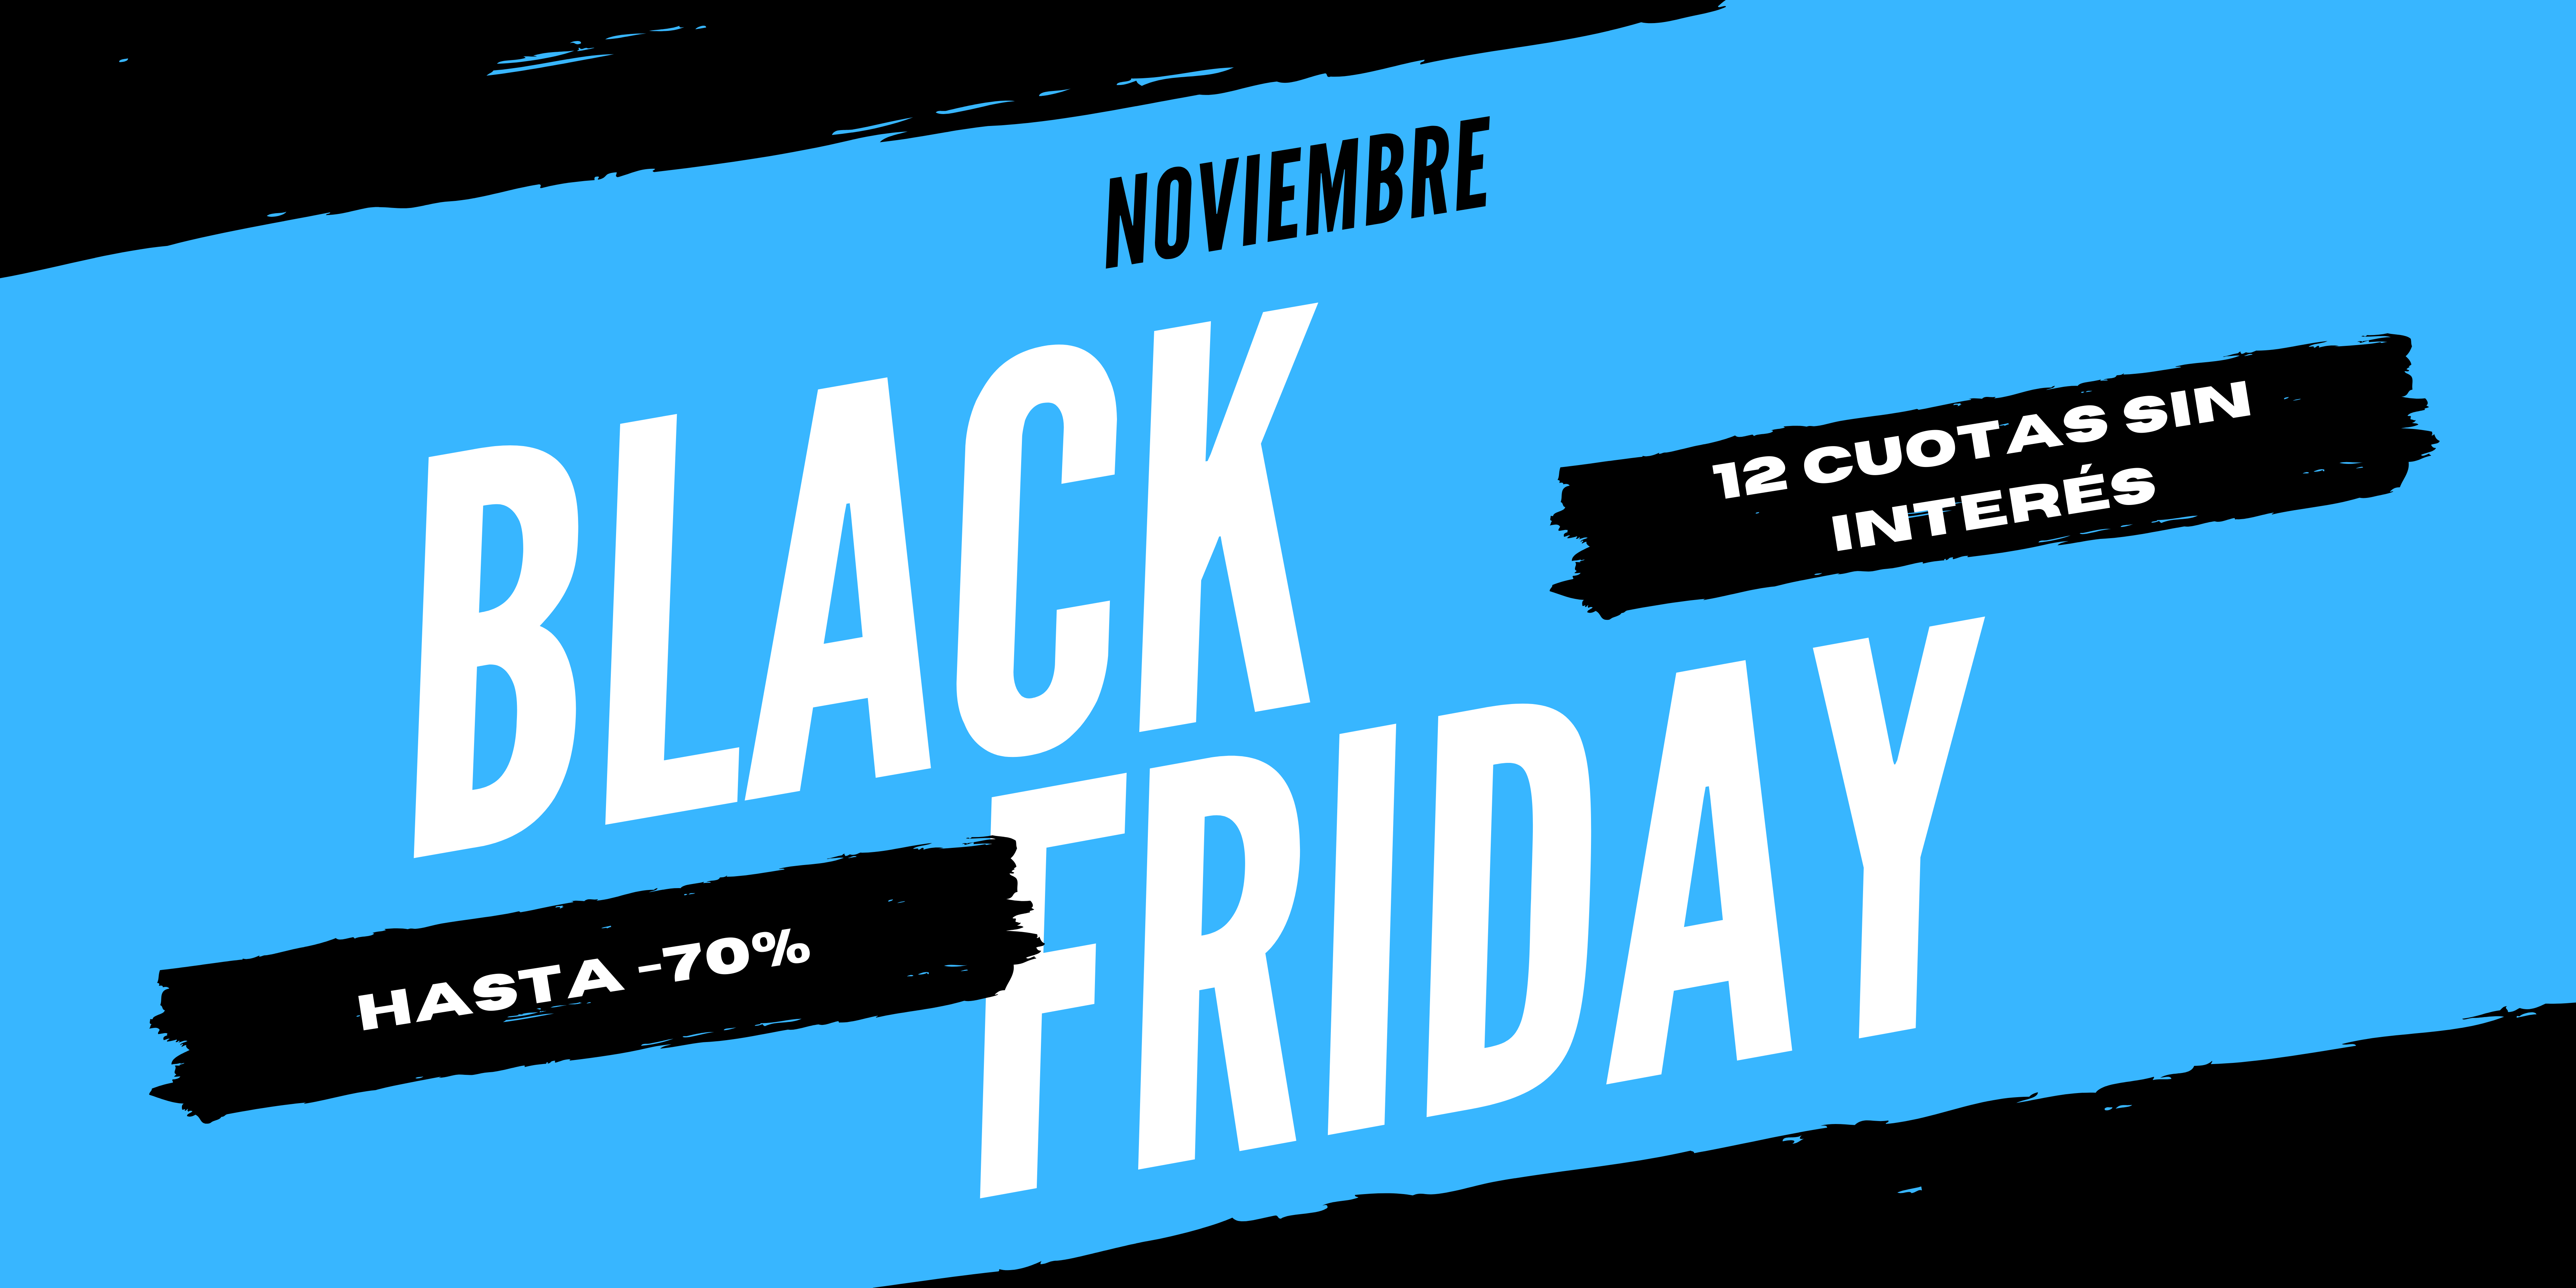 NOVIEMBRE
BLACK
12 CUOTAS SIN
INTERÉS
FRIDAY
HASTA -70%